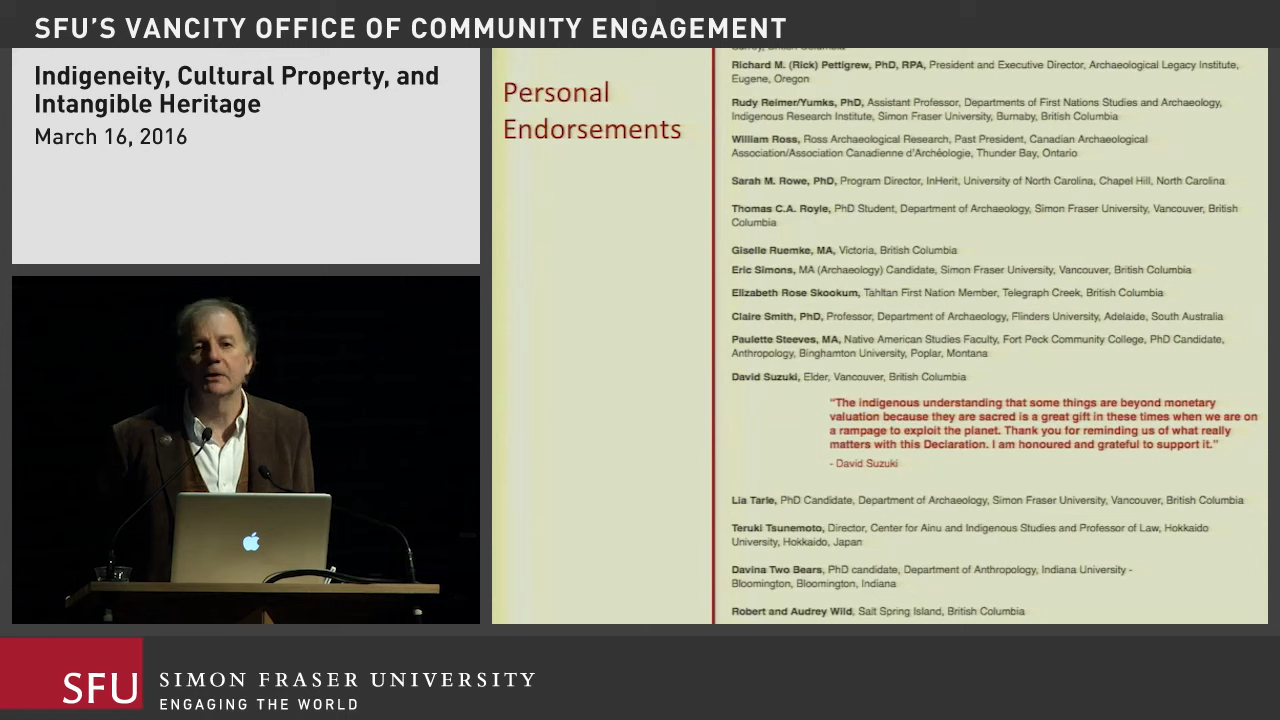 SFU'S VANCITY OFFICE OF COMMUNITY ENGAGEMENT
Indigeneity, Cultural Property, and
Intangible Heritage
March 16, 2016
Personal
Endorsements
Richard M. (Rick) Pettigrew, PhD, RPA, President and Executive Director, Archaeological Legacy Institute,
Eugene, Oregon
Rudy Reimer/Yumks, PhD, Assistant Professor, Departments of First Nations Studies and Archaeology,
Indigenous Research Institute, Simon Fraser University, Burnaby, British Columbia
William Ross, Ross Archaeological Research, Past President, Canadian Archaeological
Association/Association Canadienne d'Archéologie, Thunder Bay, Ontario
Sarah M. Rowe, PhD, Program Director, InHerit, University of North Carolina, Chapel Hill, North Carolina
Thomas C.A. Royle, PhD Student, Department of Archaeology, Simon Fraser University, Vancouver, British
Columbia
Giselle Ruemke, MA, Victoria, British Columbia
Eric Simons, MA (Archaeology) Candidate, Simon Fraser University, Vancouver, British Columbia
Elizabeth Rose Skookum, Tahltan First Nation Member, Telegraph Creek, British Columbia
Claire Smith, PhD, Professor, Department of Archaeology, Flinders University, Adelaide, South Australia
Paulette Steeves, MA, Native American Studies Faculty, Fort Peck Community College, PhD Candidate,
Anthropology, Binghamton University, Poplar, Montana
David Suzuki, Elder, Vancouver, British Columbia
"The indigenous understanding that some things are beyond monetary
valuation because they are sacred is a great gift in these times when we are on
a rampage to exploit the planet. Thank you for reminding us of what really
matters with this Declaration. I am honoured and grateful to support it."
- David Suzuki
Lia Tarle, PhD Candidate, Department of Archaeology, Simon Fraser University, Vancouver, British Columbia
Teruki Tsunemoto, Director, Center for Ainu and Indigenous Studies and Professor of Law, Hokkaido
University, Hokkaido, Japan
Davina Two Bears, PhD candidate, Department of Anthropology, Indiana University -
Bloomington, Bloomington, Indiana
Robert and Audrey Wild, Salt Spring Island, British Columbia
SFU SIMON FRASER UNIVERSITY
ENGAGING THE WORLD